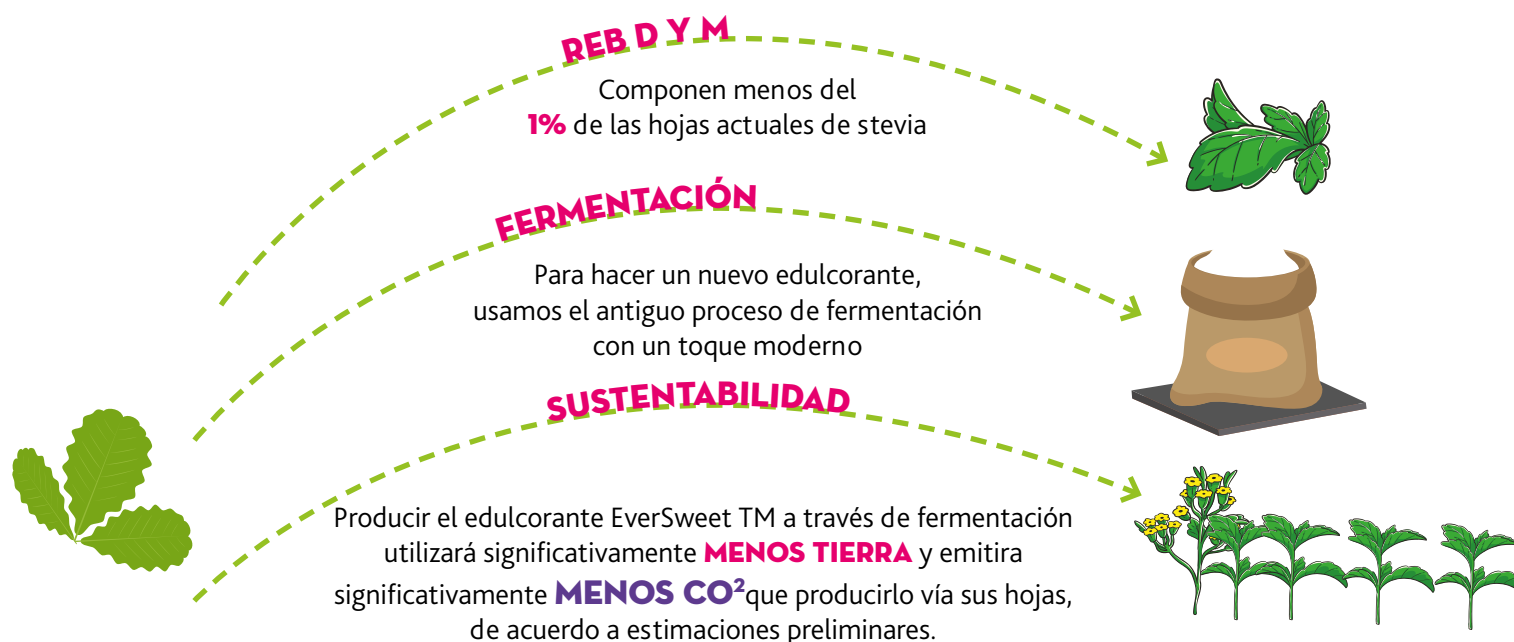 REB D Y M
Componen menos del
1% de las hojas actuales de stevia
FERMENTACIÓN
Para hacer un nuevo edulcorante,
usamos el antiguo proceso de fermentación
con un toque moderno
SUSTENTABILIDAD
Producir el edulcorante EverSweet TM a través de fermentación
utilizará significativamente MENOS TIERRA y emitira
significativamente MENOS CO² que producirlo vía sus hojas,
de acuerdo a estimaciones preliminares.